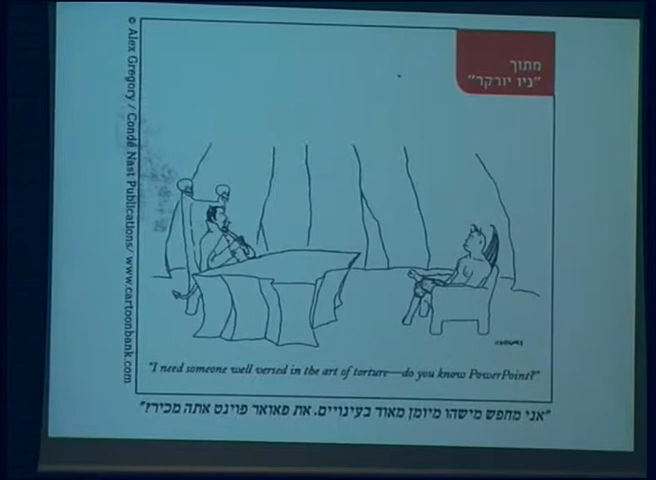 מתוך
"ניו יורקר"
© Alex Gregory / Condé Nast Publications/ www.cartoonbank.com
"I need someone well versed in the art of torture—do you know PowerPoint?"
"אני מחפש מישהו מיומן מאוד בעינויים. את פאואר פוינט אתה מכיר?"